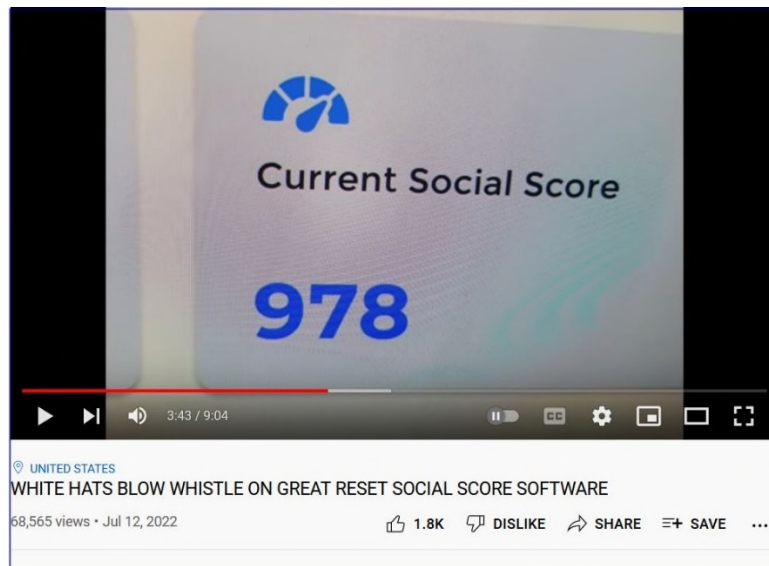 Current Social Score
978
3:43 / 9:04
CC
UNITED STATES
WHITE HATS BLOW WHISTLE ON GREAT RESET SOCIAL SCORE SOFTWARE
68,565 views • Jul 12, 2022 1.8K DISLIKE SHARE SAVE ...